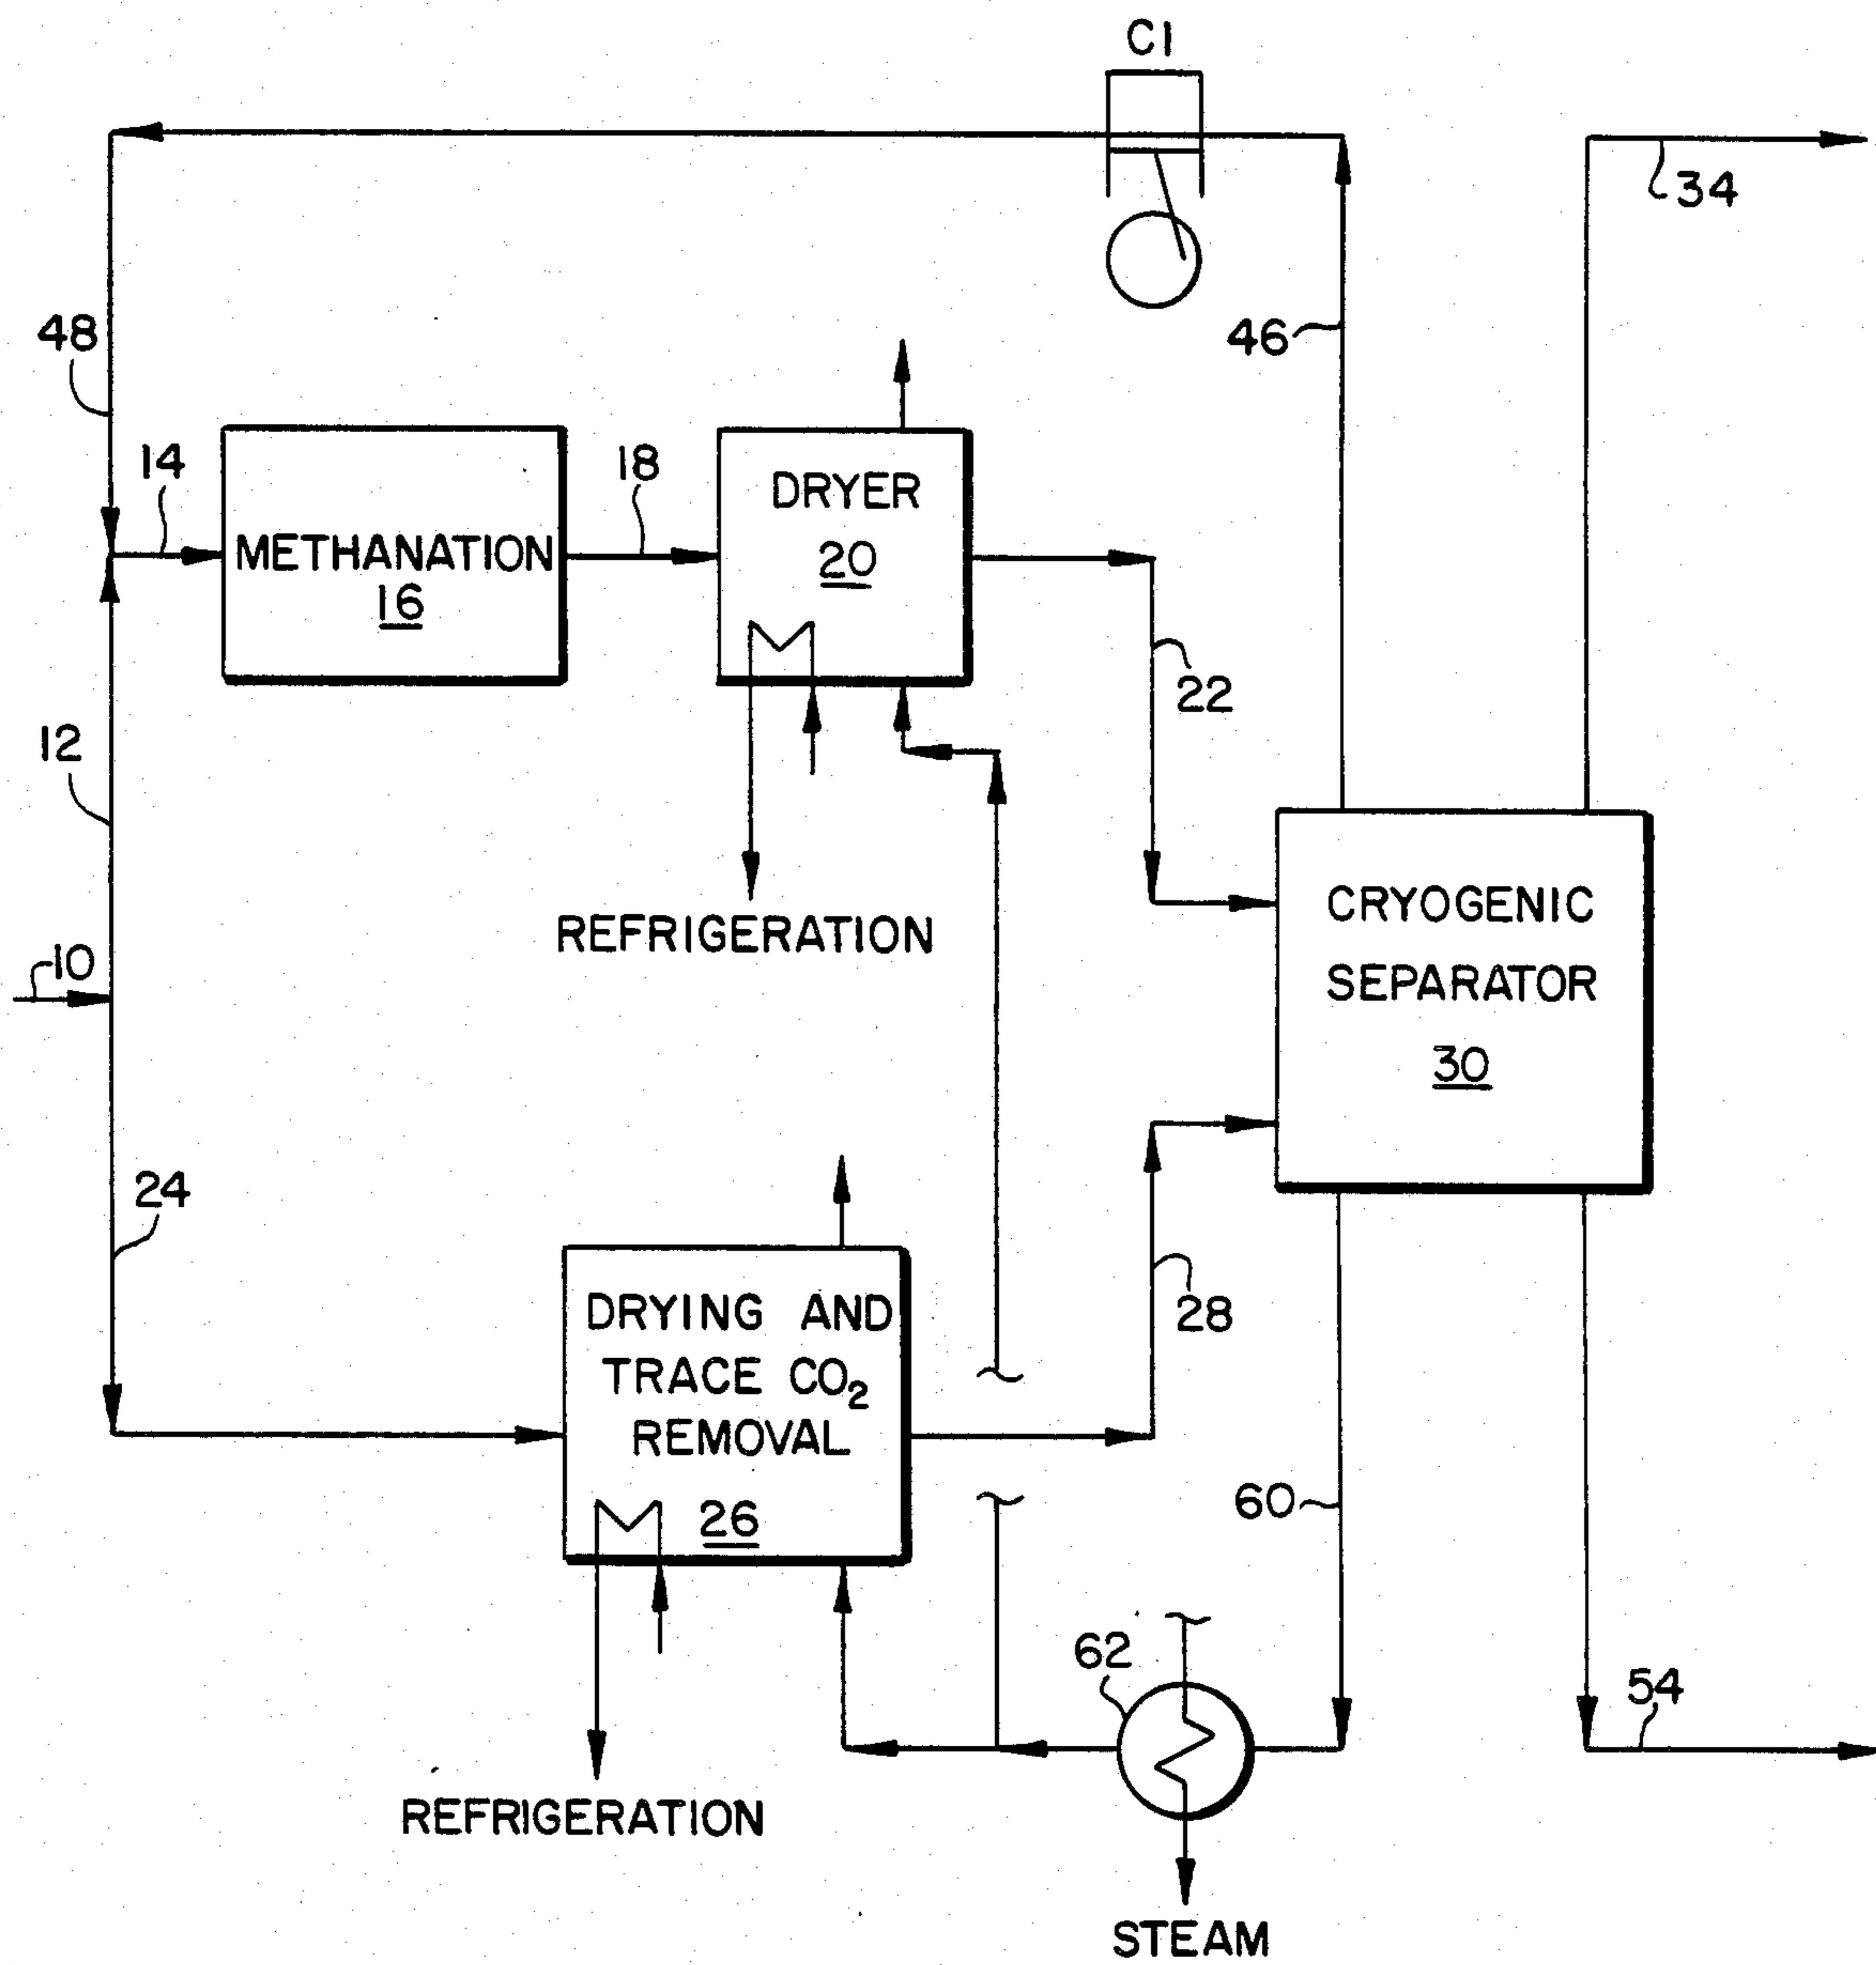 C1
34
48
46
14
18
METHANATION
16
DRYER
20
22
12
REFRIGERATION
CRYOGENIC
SEPARATOR
30
10
24
28
DRYING AND
TRACE CO₂
REMOVAL
26
60
62
54
REFRIGERATION
STEAM